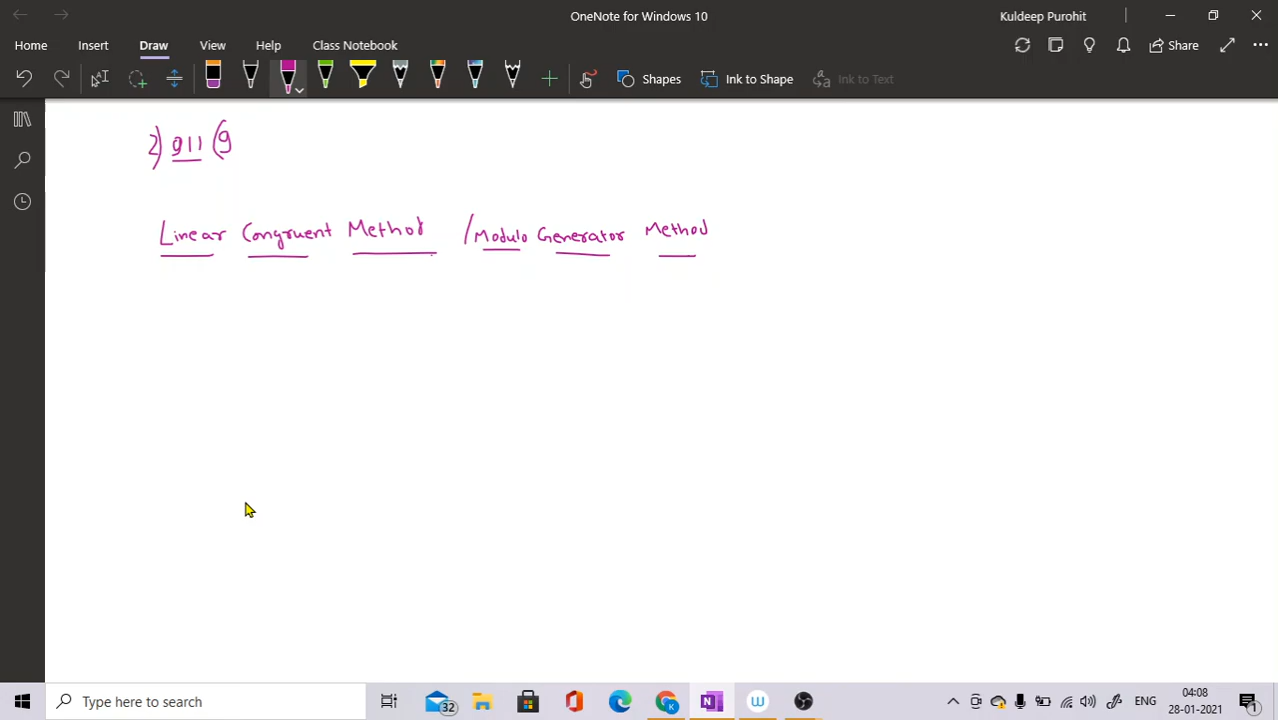 OneNote for Windows 10
Kuldeep Purohit
Home Insert Draw View Help Class Notebook
Share
Shapes Ink to Shape Ink to Text
2) 911 (9
Linear Congruent Method / Modulo Generator Method
Type here to search
32
ENG
04:08
28-01-2021
1